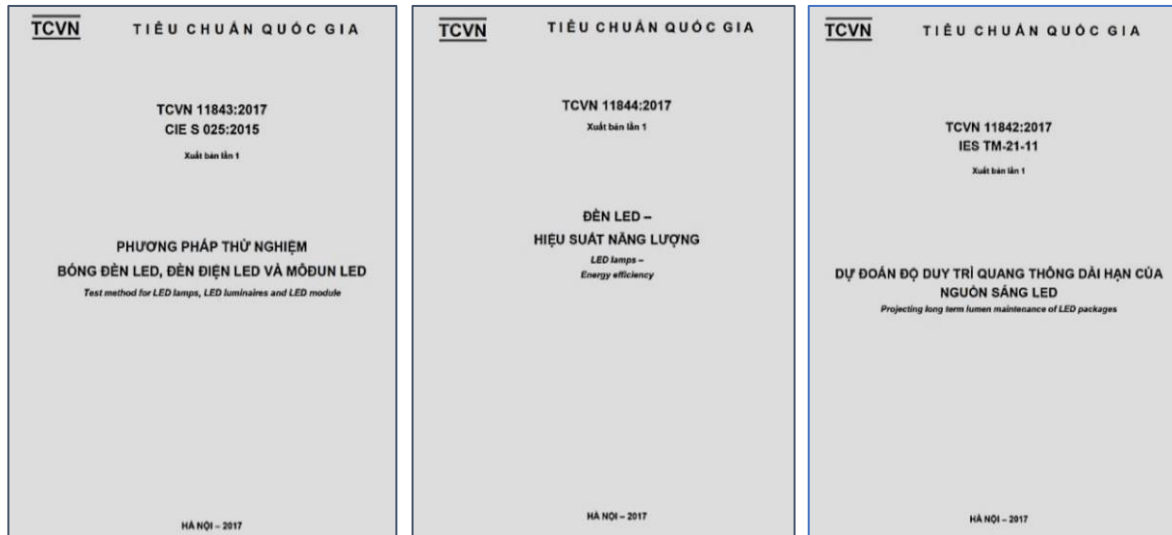 TCVN TIÊU CHUẨN QUỐC GIA
TCVN 11843:2017
CIE S 025:2015
Xuất bản lần 1
PHƯƠNG PHÁP THỬ NGHIỆM
BÓNG ĐÈN LED, ĐÈN ĐIỆN LED VÀ MÔĐUN LED
Test method for LED lamps, LED luminaires and LED module
HÀ NỘI – 2017
TCVN TIÊU CHUẨN QUỐC GIA
TCVN 11844:2017
Xuất bản lần 1
ĐÈN LED –
HIỆU SUẤT NĂNG LƯỢNG
LED lamps –
Energy efficiency
HÀ NỘI – 2017
TCVN TIÊU CHUẨN QUỐC GIA
TCVN 11842:2017
IES TM-21-11
Xuất bản lần 1
DỰ ĐOÁN ĐỘ DUY TRÌ QUANG THÔNG DÀI HẠN CỦA
NGUỒN SÁNG LED
Projecting long term lumen maintenance of LED packages
HÀ NỘI – 2017